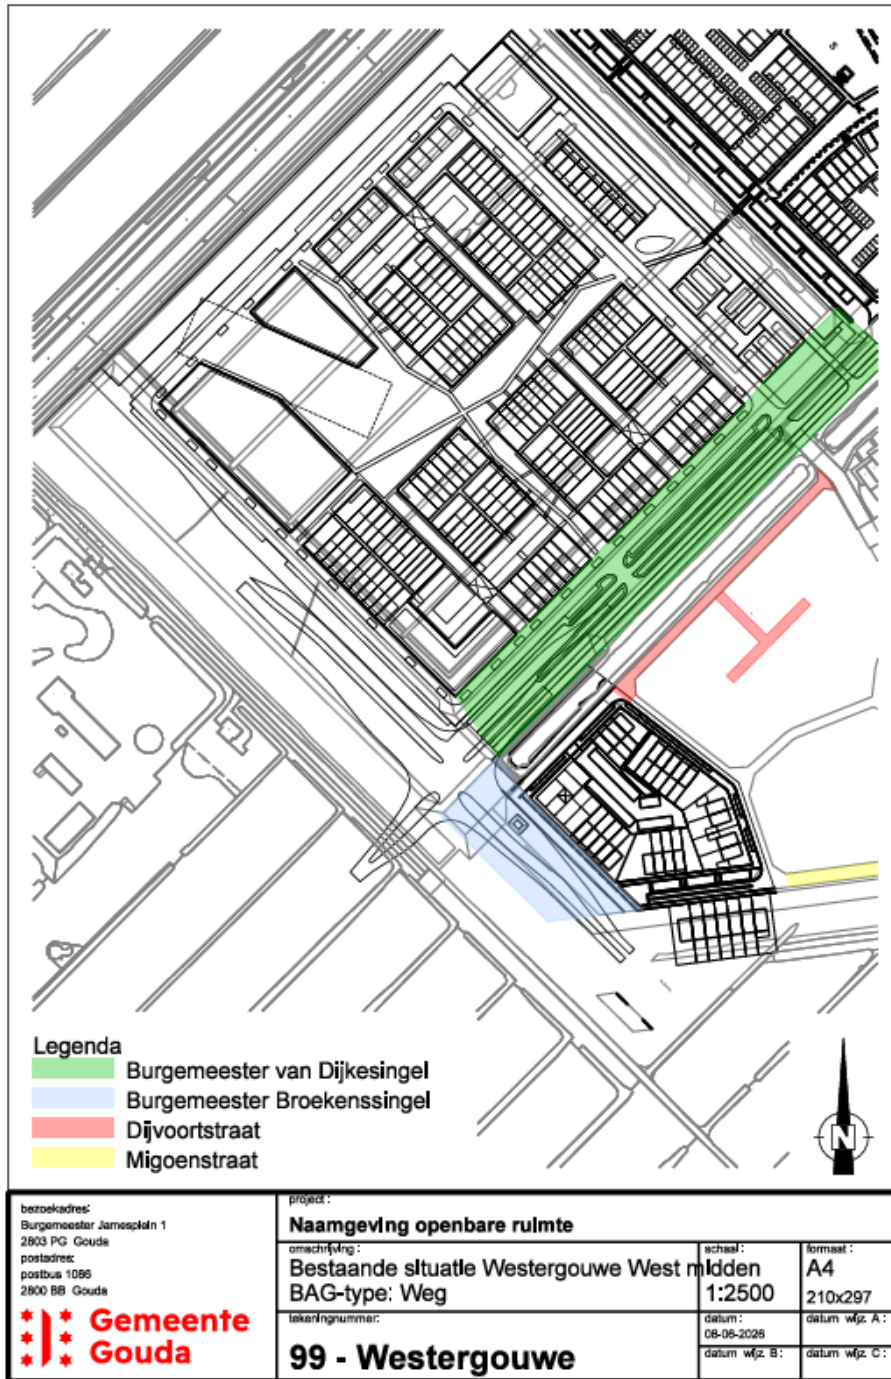 S
Legenda
Burgemeester van Dijkesingel
Burgemeester Broekenssingel
Dijvoortstraat
Migoenstraat
N
bezoekadres:
Burgemeester Jamesplein 1
2803 PG Gouda
postadres:
postbus 1086
2800 BB Gouda
Gemeente
Gouda
project:
Naamgeving openbare ruimte
omschrijving:
Bestaande situatie Westergouwe West midden
BAG-type: Weg
schaal:
1:2500
formaat:
A4
210x297
tekeningnummer:
99 - Westergouwe
datum:
08-06-2026
datum wijz. A:
datum wijz. B:
datum wijz. C: